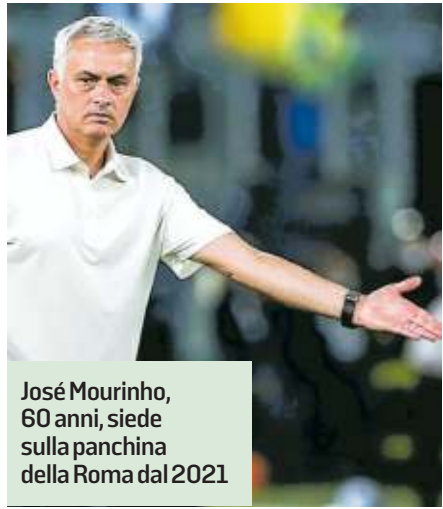 José Mourinho,
60 anni, siede
sulla panchina
della Roma dal 2021